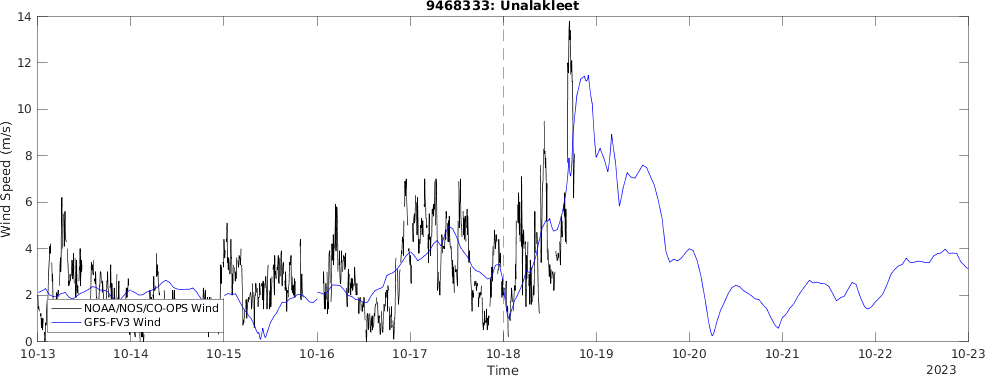 9468333: Unalakleet
Wind Speed (m/s)
14
12
10
8
6
4
2
0
NOAA/NOS/CO-OPS Wind
GFS-FV3 Wind
10-13 10-14 10-15 10-16 10-17 10-18 10-19 10-20 10-21 10-22 10-23
Time
2023